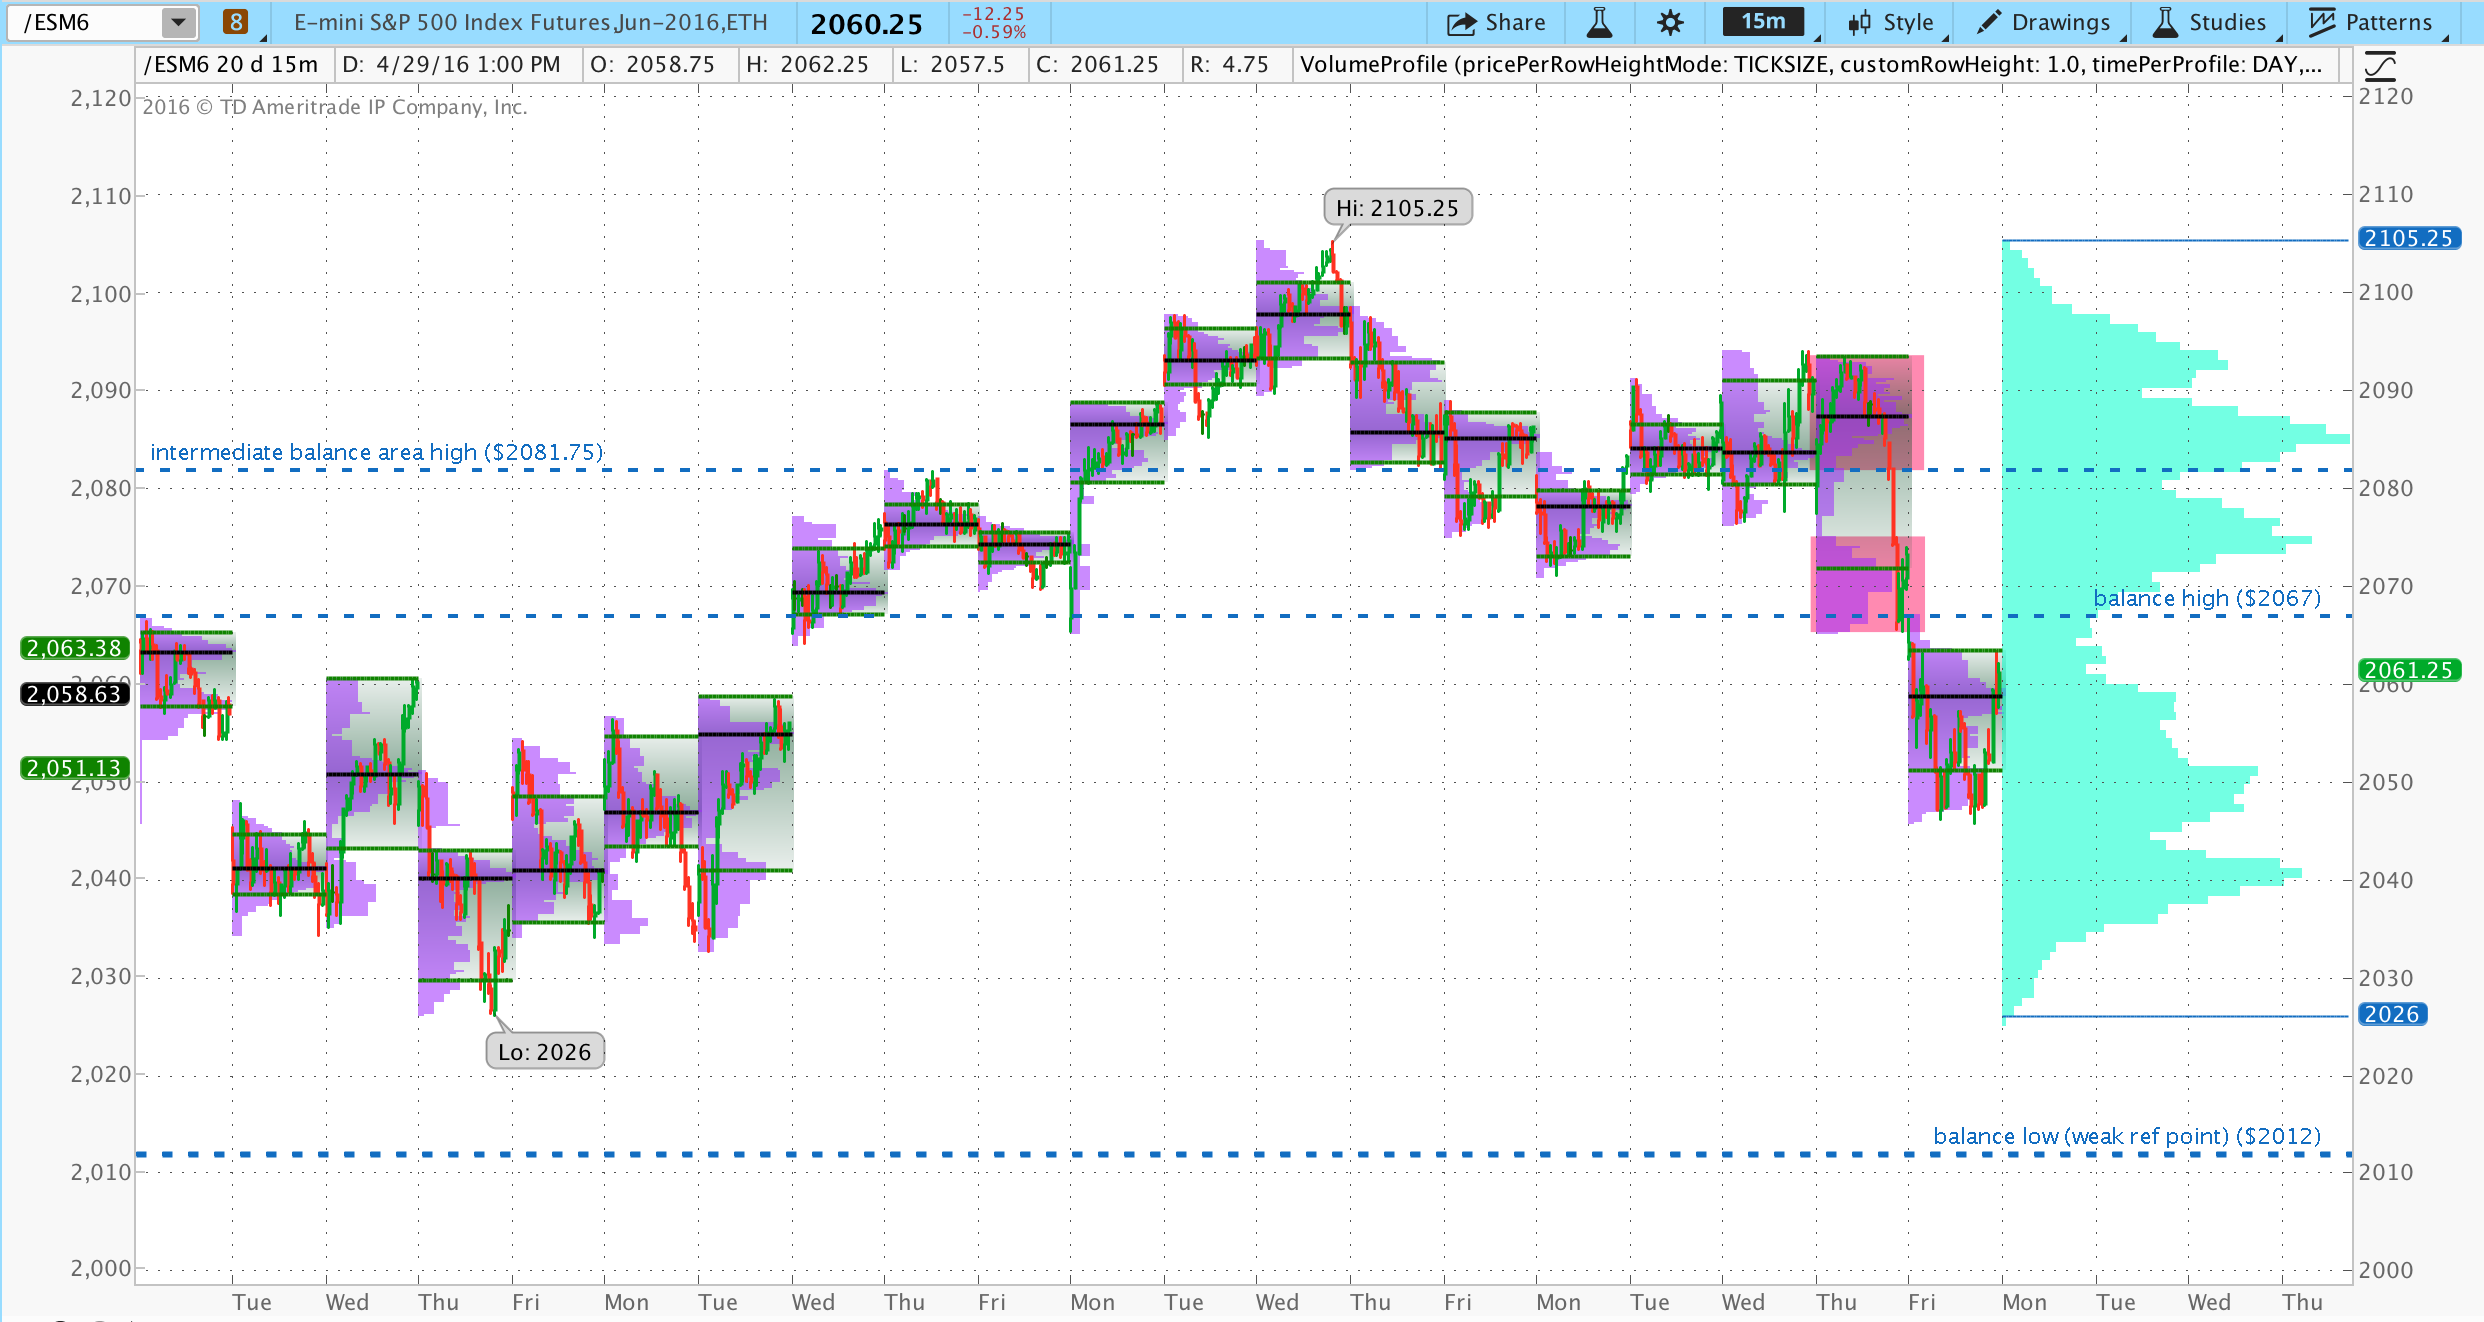 /ESM6 8 E-mini S&P 500 Index Futures,Jun-2016,ETH 2060.25 -12.25 -0.59% Share 15m Style Drawings Studies Patterns
/ESM6 20 d 15m D: 4/29/16 1:00 PM O: 2058.75 H: 2062.25 L: 2057.5 C: 2061.25 R: 4.75 VolumeProfile (pricePerRowHeightMode: TICKSIZE, customRowHeight: 1.0, timePerProfile: DAY,...
2,120 2120
2016 © TD Ameritrade IP Company, Inc.
2,110 2110
Hi: 2105.25
2105.25
2,100 2100
2,090 2090
intermediate balance area high ($2081.75)
2,080 2080
2,070 2070
balance high ($2067)
2,063.38
2061.25
2060
2,058.63
2,051.13
2,050 2050
2,040 2040
2,030 2030
2026
Lo: 2026
2,020 2020
balance low (weak ref point) ($2012)
2,010 2010
2,000 2000
Tue Wed Thu Fri Mon Tue Wed Thu Fri Mon Tue Wed Thu Fri Mon Tue Wed Thu Fri Mon Tue Wed Thu